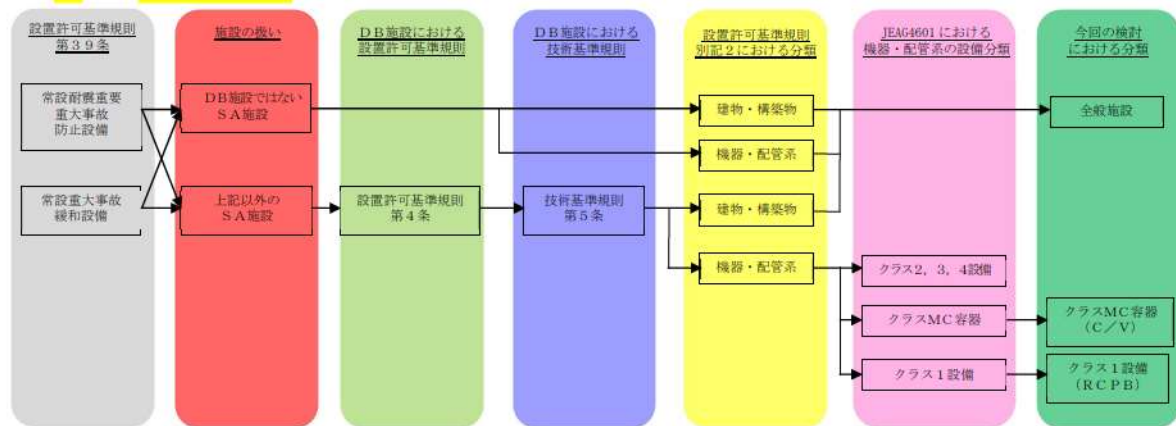 設置許可基準規則
第39条
常設耐震重要
重大事故
防止設備
常設重大事故
緩和設備
施設の扱い
DB施設ではない
SA施設
上記以外の
SA施設
DB施設における
設置許可基準規則
設置許可基準規則
第4条
DB施設における
技術基準規則
技術基準規則
第5条
設置許可基準規則
別記2における分類
建物・構築物
機器・配管系
建物・構築物
機器・配管系
JEAG4601における
機器・配管系の設備分類
クラス2, 3, 4設備
クラスMC容器
クラス1設備
今回の検討
における分類
全般施設
クラスMC容器
(C/V)
クラス1設備
(RCPB)